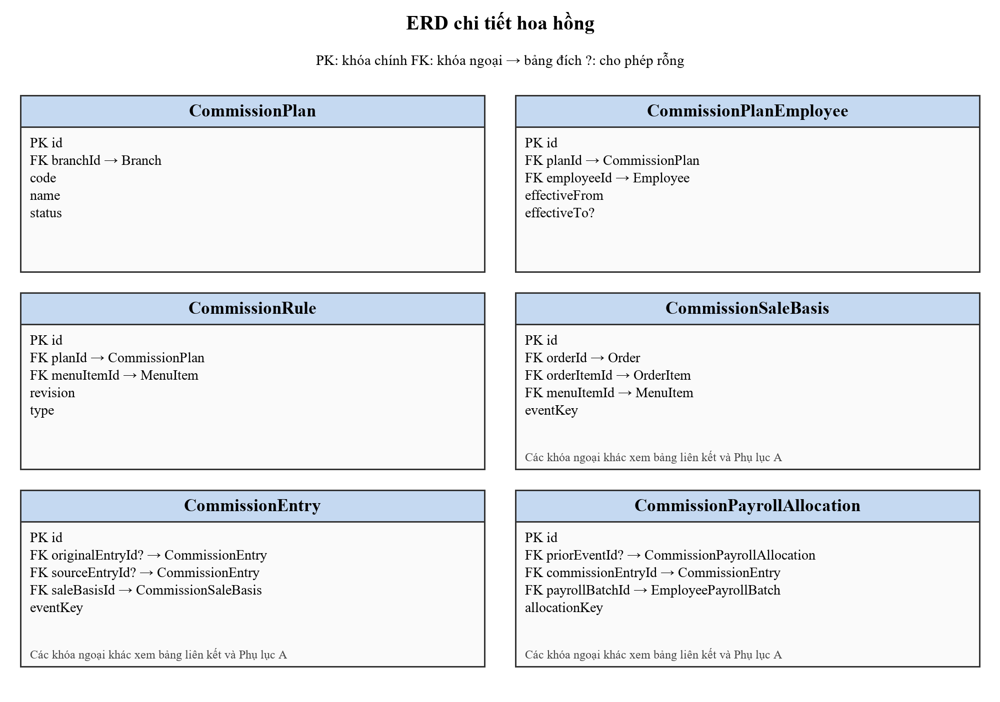 ERD chi tiết hoa hồng
PK: khóa chính FK: khóa ngoại → bảng đích ?: cho phép rỗng
CommissionPlan
PK id
FK branchId → Branch
code
name
status
CommissionPlanEmployee
PK id
FK planId → CommissionPlan
FK employeeId → Employee
effectiveFrom
effectiveTo?
CommissionRule
PK id
FK planId → CommissionPlan
FK menuItemId → MenuItem
revision
type
CommissionSaleBasis
PK id
FK orderId → Order
FK orderItemId → OrderItem
FK menuItemId → MenuItem
eventKey
Các khóa ngoại khác xem bảng liên kết và Phụ lục A
CommissionEntry
PK id
FK originalEntryId? → CommissionEntry
FK sourceEntryId? → CommissionEntry
FK saleBasisId → CommissionSaleBasis
eventKey
Các khóa ngoại khác xem bảng liên kết và Phụ lục A
CommissionPayrollAllocation
PK id
FK priorEventId? → CommissionPayrollAllocation
FK commissionEntryId → CommissionEntry
FK payrollBatchId → EmployeePayrollBatch
allocationKey
Các khóa ngoại khác xem bảng liên kết và Phụ lục A